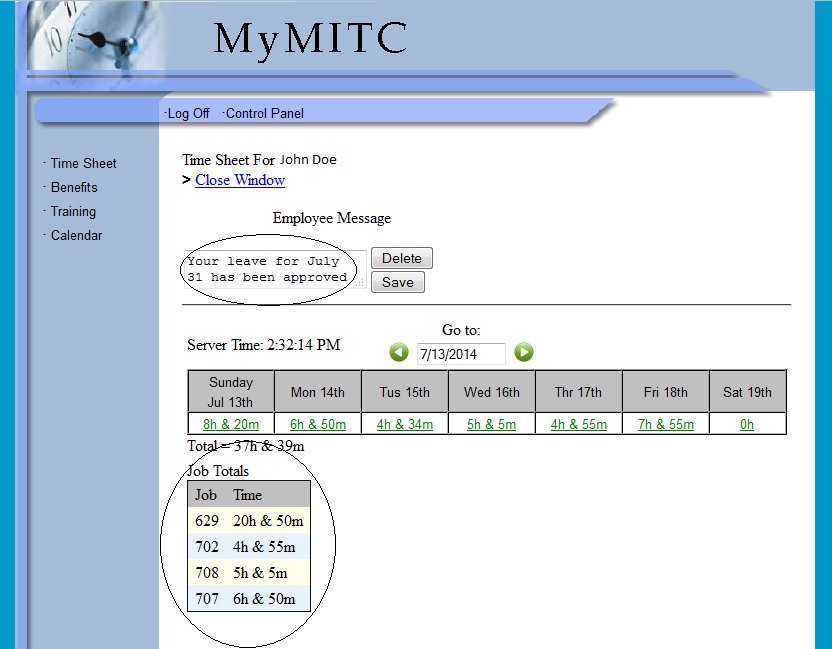 MyMITC
·Log Off ·Control Panel
· Time Sheet
· Benefits
· Training
· Calendar
Time Sheet For John Doe
> Close Window
Employee Message
Your leave for July
31 has been approved
Delete
Save
Go to:
Server Time: 2:32:14 PM
7/13/2014
Sunday
Jul 13th Mon 14th Tus 15th Wed 16th Thr 17th Fri 18th Sat 19th
8h & 20m 6h & 50m 4h & 34m 5h & 5m 4h & 55m 7h & 55m 0h
Total = 37h & 39m
Job Totals
Job Time
629 20h & 50m
702 4h & 55m
708 5h & 5m
707 6h & 50m